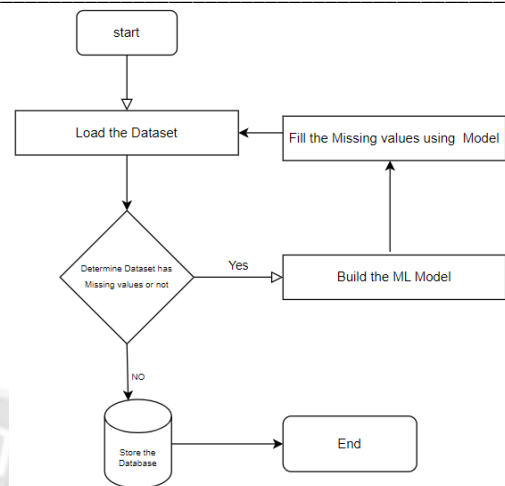 start
Load the Dataset
Fill the Missing values using Model
Determine Dataset has
Missing values or not
Yes
Build the ML Model
NO
Store the
Database
End